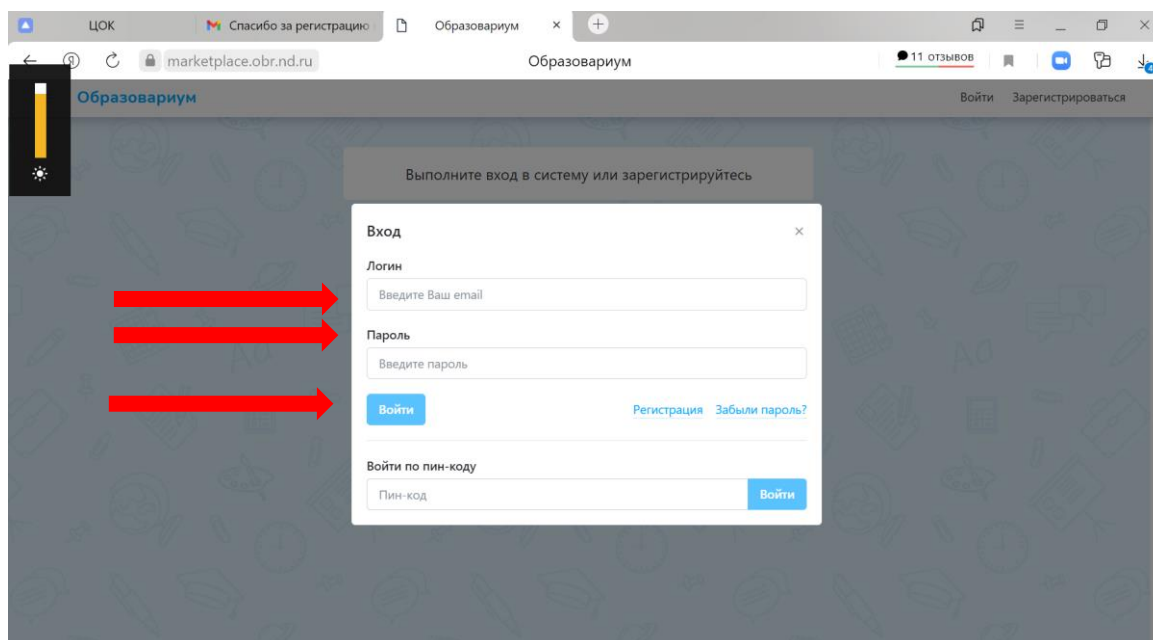 ЦОК
Спасибо за регистрацию
Образовариум
marketplace.obr.nd.ru
Образовариум
11 отзывов
Образовариум
Войти Зарегистрироваться
Выполните вход в систему или зарегистрируйтесь
Вход
Логин
Введите Ваш email
Пароль
Введите пароль
Войти
Регистрация Забыли пароль?
Войти по пин-коду
Пин-код
Войти